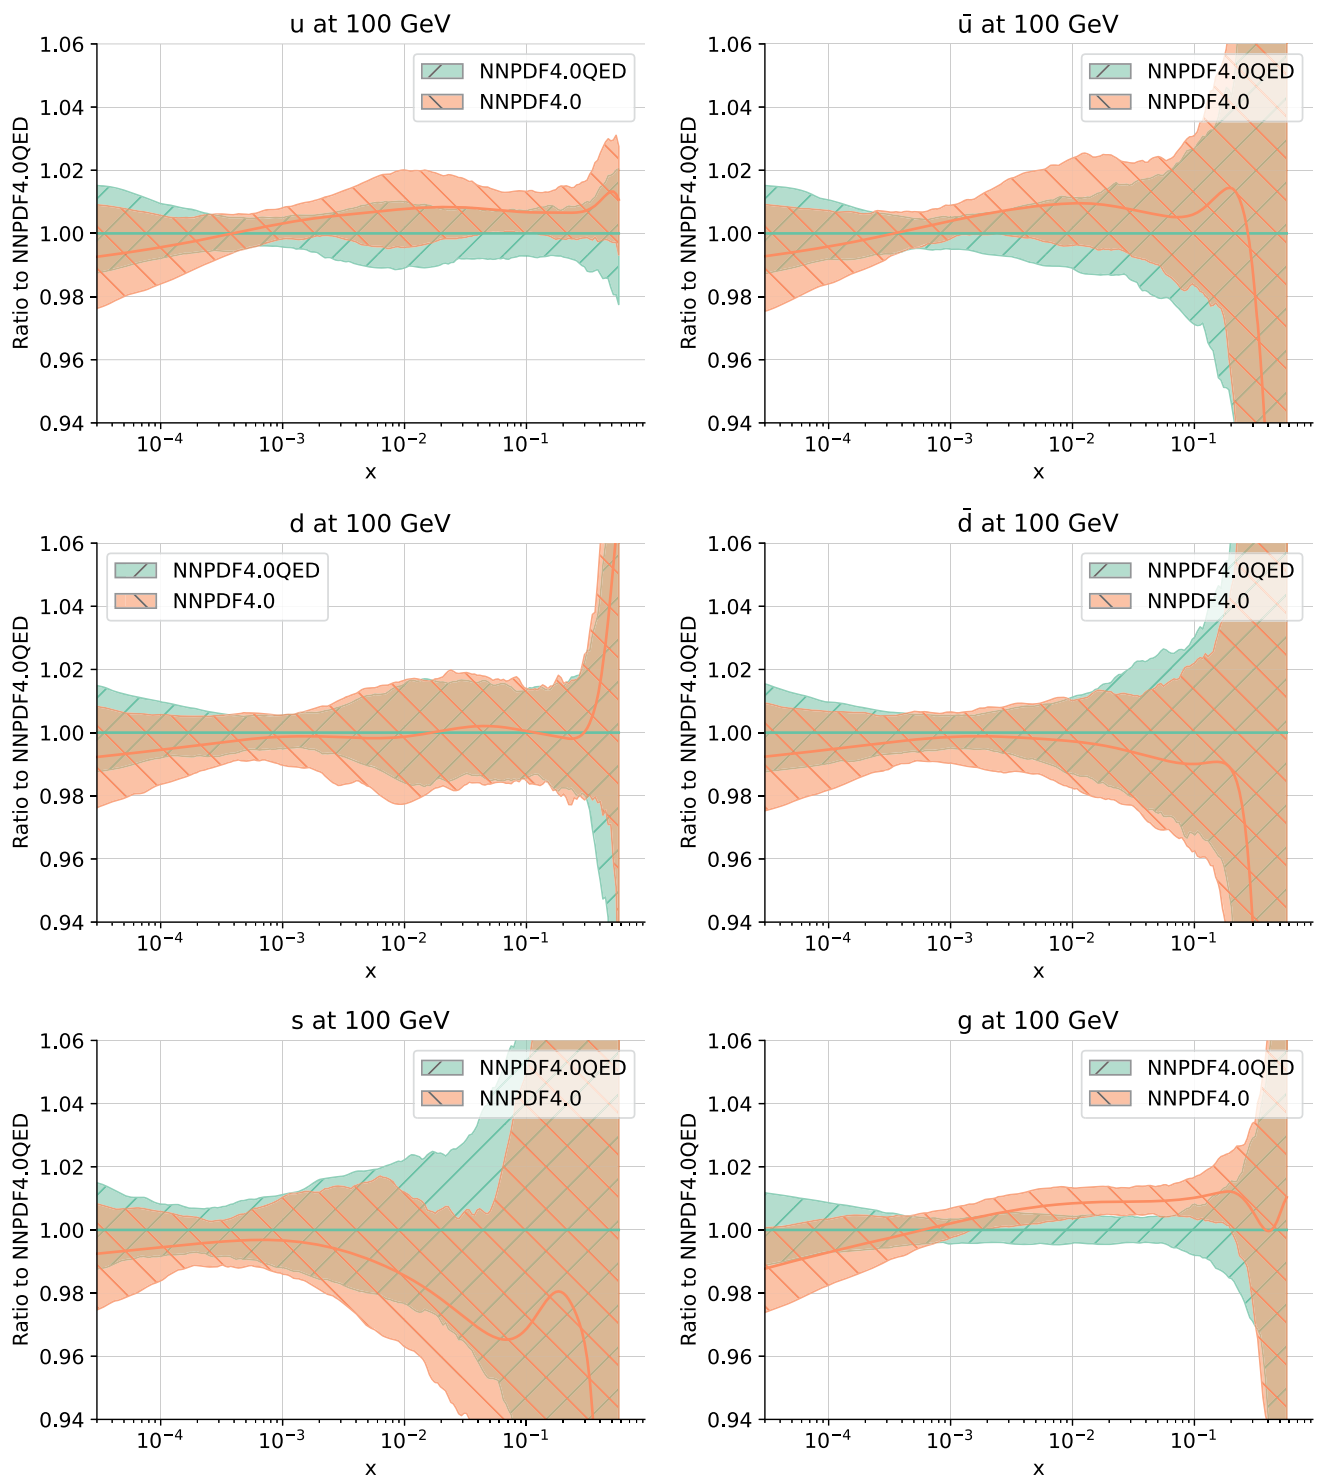 u at 100 GeV
Ratio to NNPDF4.0QED
1.06
1.04
1.02
1.00
0.98
0.96
0.94
NNPDF4.0QED
NNPDF4.0
10⁻⁴ 10⁻³ 10⁻² 10⁻¹
x
ū at 100 GeV
Ratio to NNPDF4.0QED
1.06
1.04
1.02
1.00
0.98
0.96
0.94
NNPDF4.0QED
NNPDF4.0
10⁻⁴ 10⁻³ 10⁻² 10⁻¹
x
d at 100 GeV
Ratio to NNPDF4.0QED
1.06
1.04
1.02
1.00
0.98
0.96
0.94
NNPDF4.0QED
NNPDF4.0
10⁻⁴ 10⁻³ 10⁻² 10⁻¹
x
d̄ at 100 GeV
Ratio to NNPDF4.0QED
1.06
1.04
1.02
1.00
0.98
0.96
0.94
NNPDF4.0QED
NNPDF4.0
10⁻⁴ 10⁻³ 10⁻² 10⁻¹
x
s at 100 GeV
Ratio to NNPDF4.0QED
1.06
1.04
1.02
1.00
0.98
0.96
0.94
NNPDF4.0QED
NNPDF4.0
10⁻⁴ 10⁻³ 10⁻² 10⁻¹
x
g at 100 GeV
Ratio to NNPDF4.0QED
1.06
1.04
1.02
1.00
0.98
0.96
0.94
NNPDF4.0QED
NNPDF4.0
10⁻⁴ 10⁻³ 10⁻² 10⁻¹
x